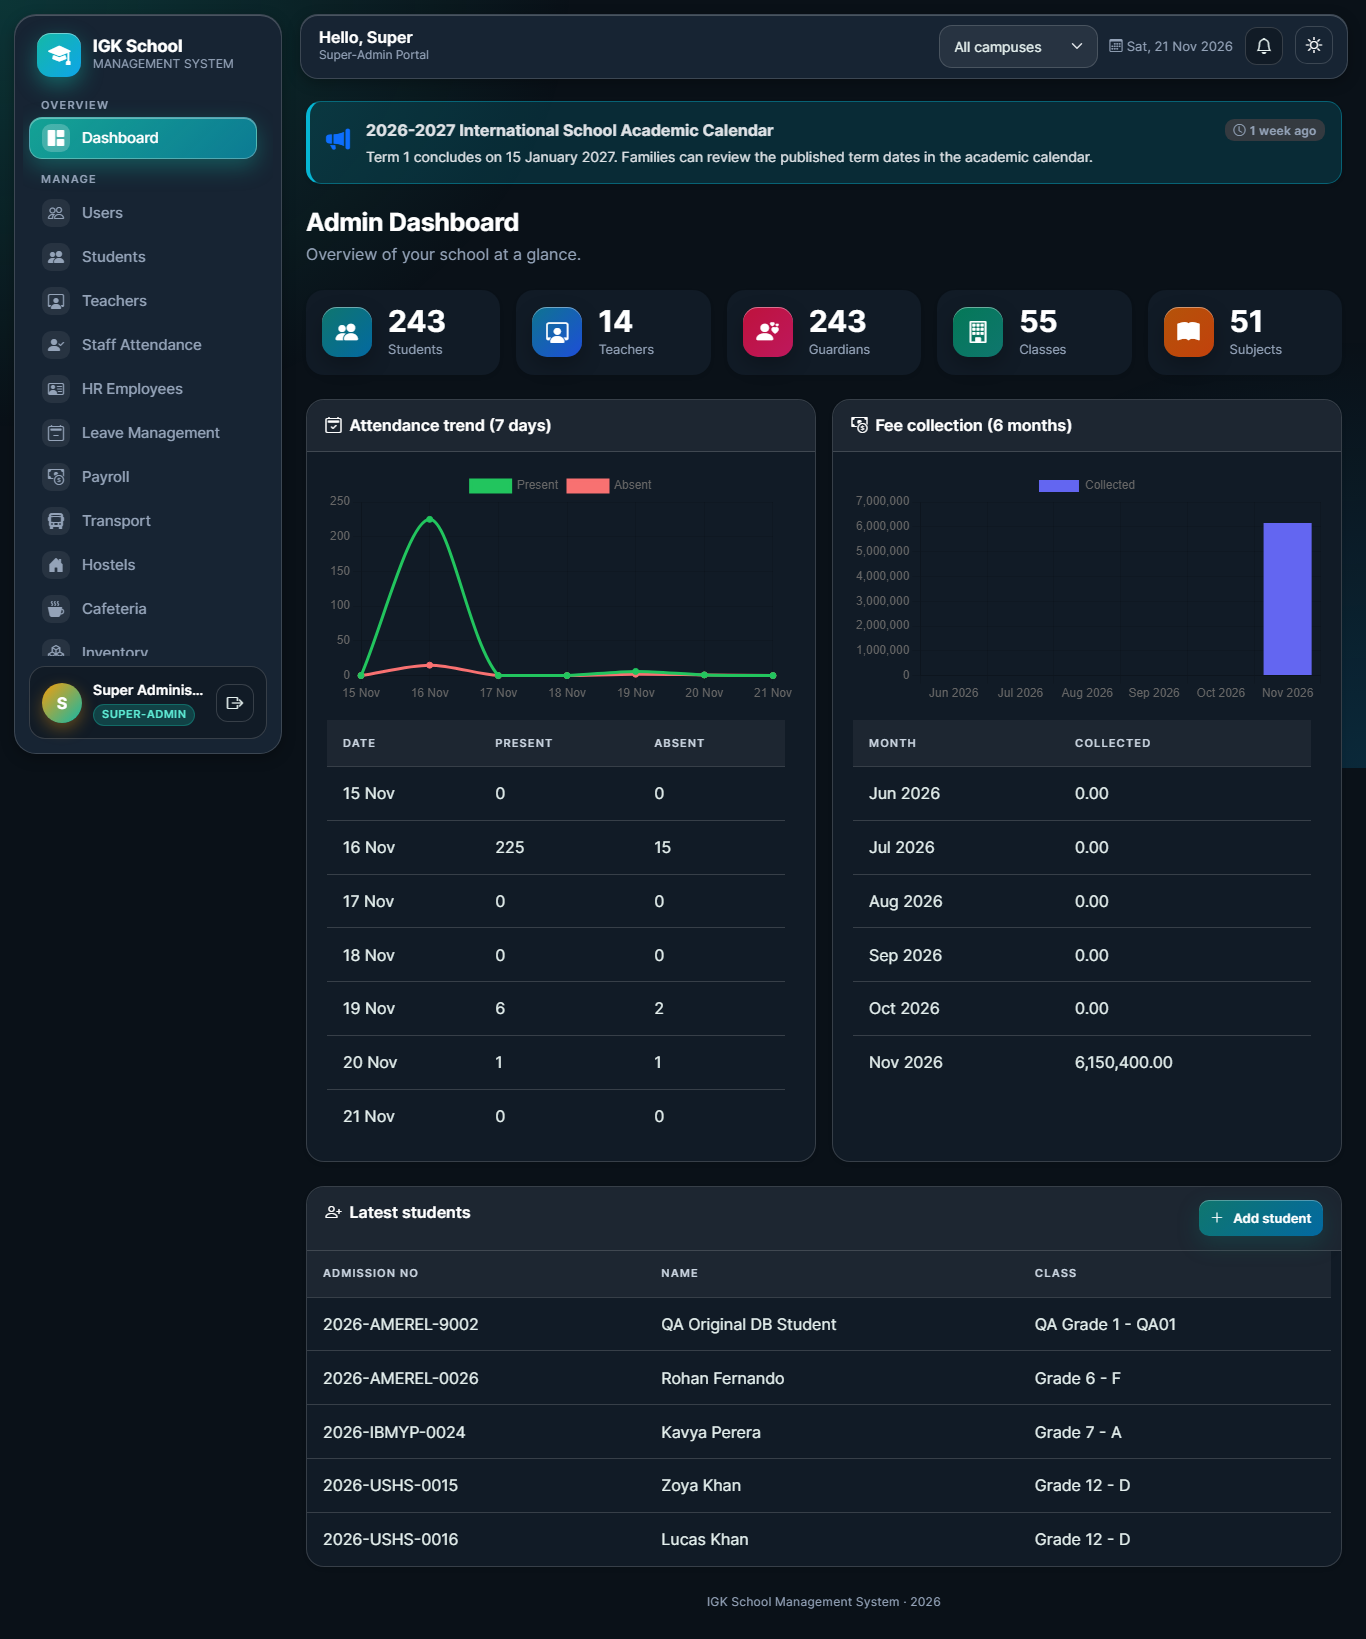 IGK School
MANAGEMENT SYSTEM
OVERVIEW
Dashboard
MANAGE
Users
Students
Teachers
Staff Attendance
HR Employees
Leave Management
Payroll
Transport
Hostels
Cafeteria
Inventory
S
Super Adminis...
SUPER-ADMIN
Hello, Super
Super-Admin Portal
All campuses
Sat, 21 Nov 2026
2026-2027 International School Academic Calendar
1 week ago
Term 1 concludes on 15 January 2027. Families can review the published term dates in the academic calendar.
Admin Dashboard
Overview of your school at a glance.
243
Students
14
Teachers
243
Guardians
55
Classes
51
Subjects
Attendance trend (7 days)
Present Absent
250
200
150
100
50
0
15 Nov 16 Nov 17 Nov 18 Nov 19 Nov 20 Nov 21 Nov
DATE PRESENT ABSENT
15 Nov 0 0
16 Nov 225 15
17 Nov 0 0
18 Nov 0 0
19 Nov 6 2
20 Nov 1 1
21 Nov 0 0
Fee collection (6 months)
Collected
7,000,000
6,000,000
5,000,000
4,000,000
3,000,000
2,000,000
1,000,000
0
Jun 2026 Jul 2026 Aug 2026 Sep 2026 Oct 2026 Nov 2026
MONTH COLLECTED
Jun 2026 0.00
Jul 2026 0.00
Aug 2026 0.00
Sep 2026 0.00
Oct 2026 0.00
Nov 2026 6,150,400.00
Latest students
+ Add student
ADMISSION NO NAME CLASS
2026-AMEREL-9002 QA Original DB Student QA Grade 1 - QA01
2026-AMEREL-0026 Rohan Fernando Grade 6 - F
2026-IBMYP-0024 Kavya Perera Grade 7 - A
2026-USHS-0015 Zoya Khan Grade 12 - D
2026-USHS-0016 Lucas Khan Grade 12 - D
IGK School Management System · 2026